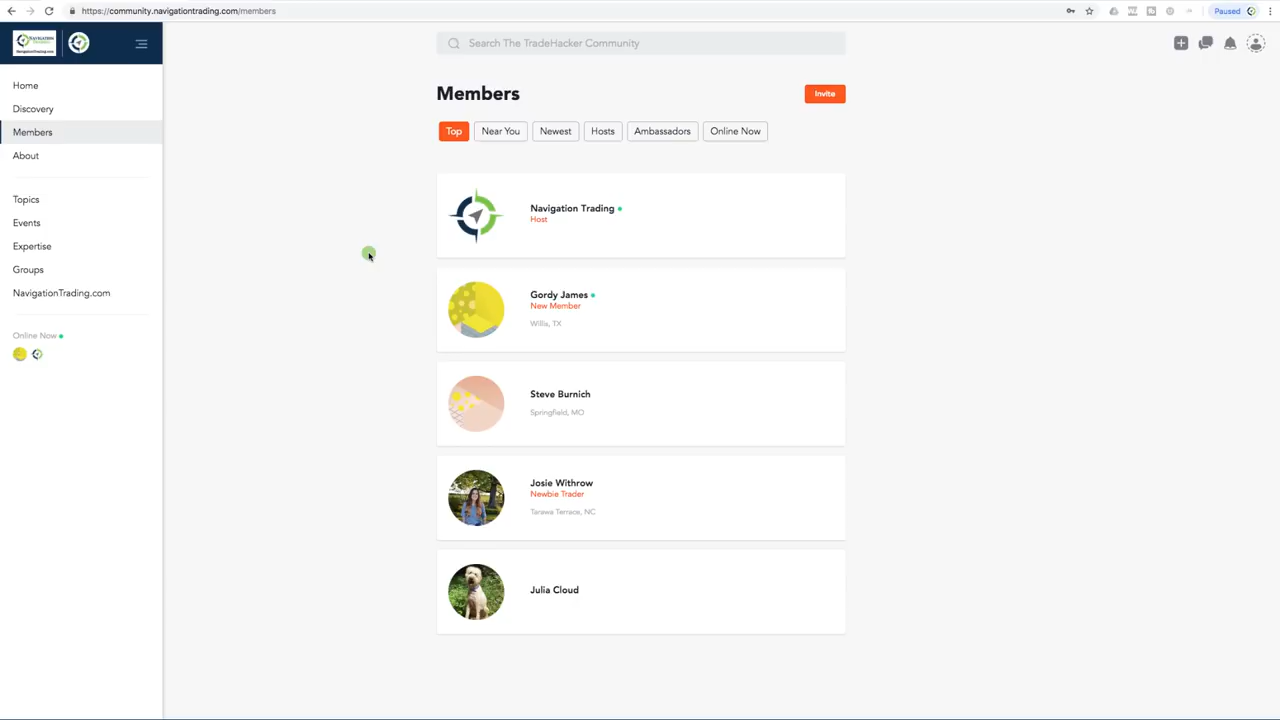 https://community.navigationtrading.com/members
Paused
NavigationTrading.com
Search The TradeHacker Community
Home
Discovery
Members
About
Topics
Events
Expertise
Groups
NavigationTrading.com
Online Now
Members
Invite
Top
Near You
Newest
Hosts
Ambassadors
Online Now
Navigation Trading
Host
Gordy James
New Member
Willis, TX
Steve Burnich
Springfield, MO
Josie Withrow
Newbie Trader
Tarawa Terrace, NC
Julia Cloud